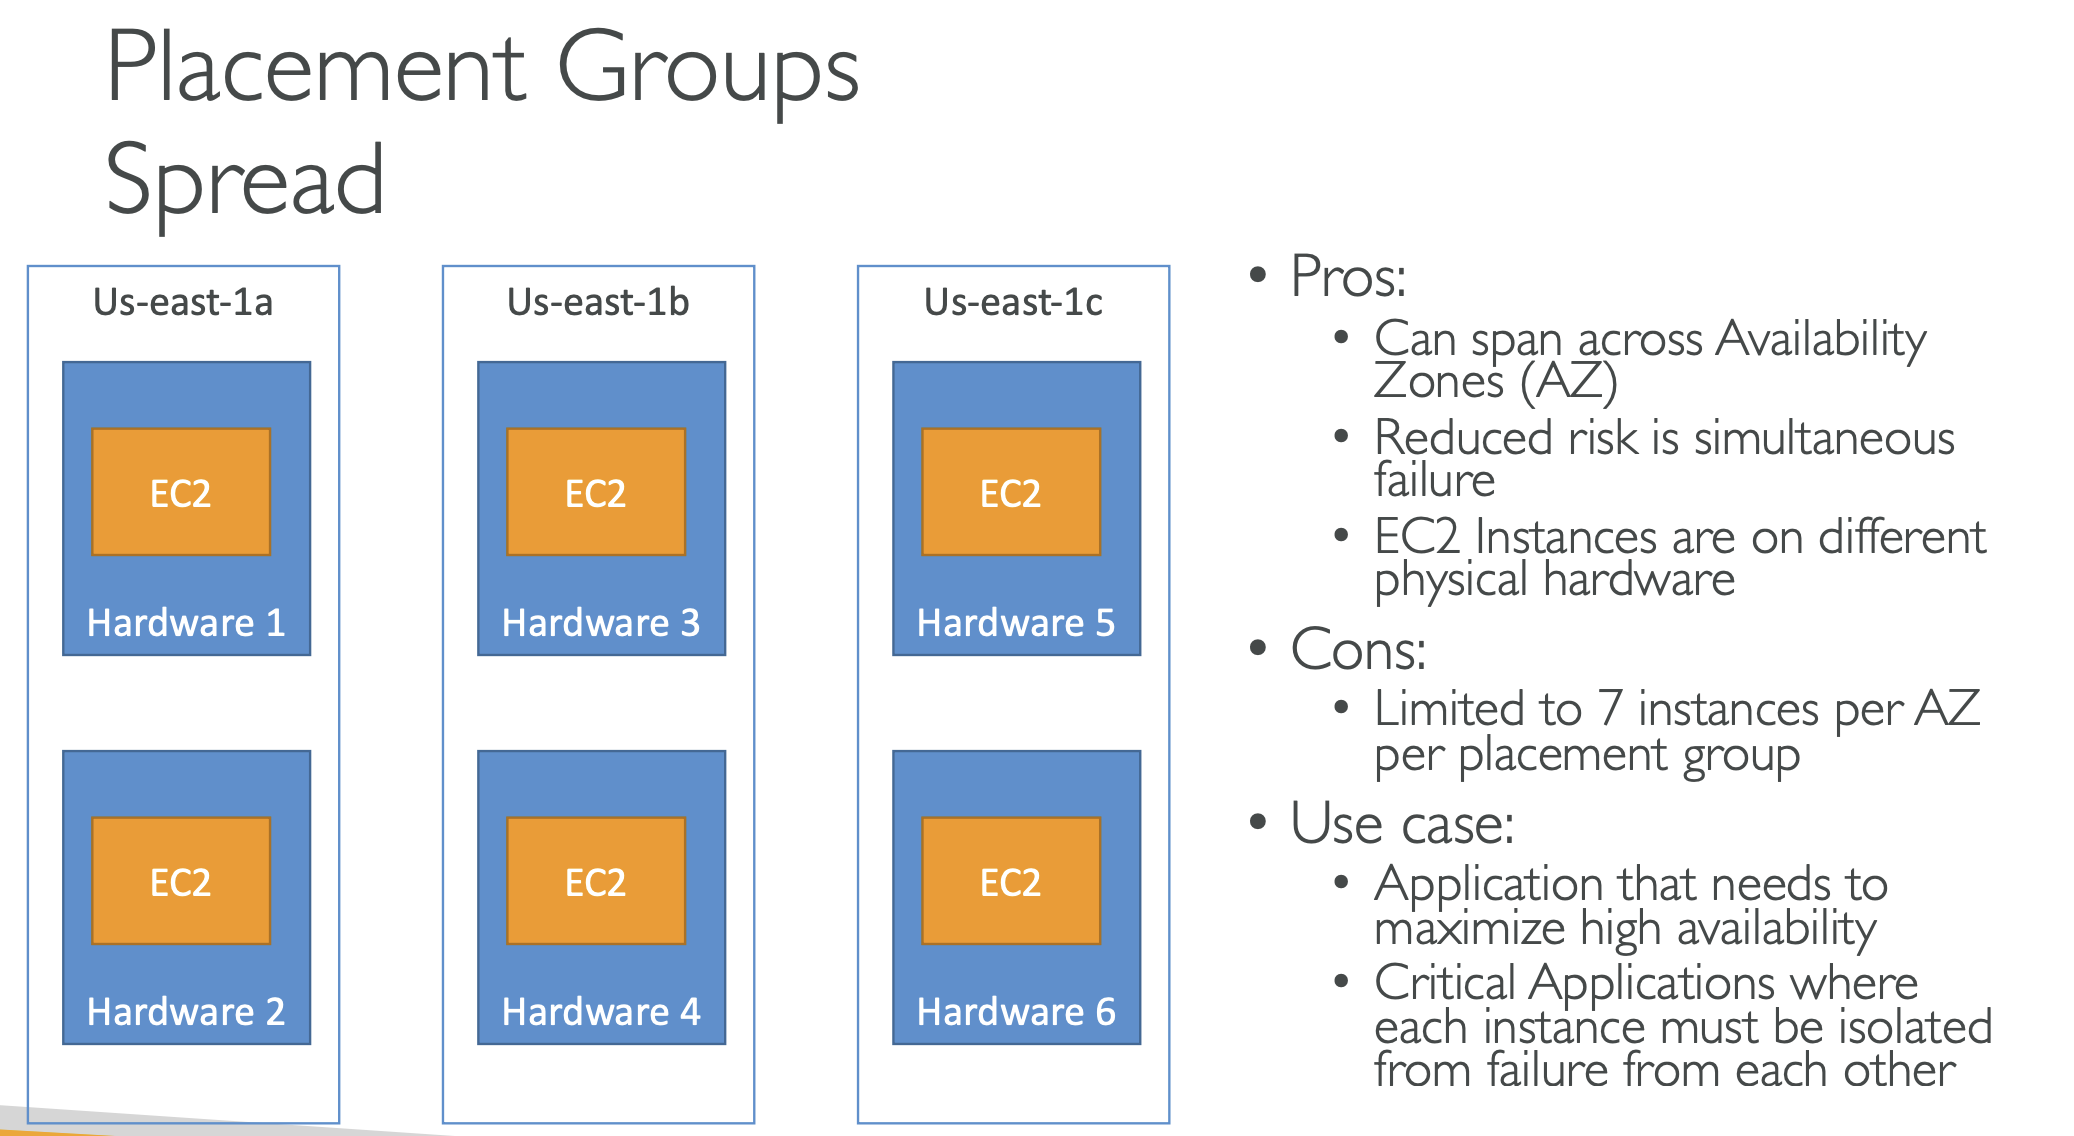 Placement Groups
Spread
Us-east-1a
EC2
Hardware 1
EC2
Hardware 2
Us-east-1b
EC2
Hardware 3
EC2
Hardware 4
Us-east-1c
EC2
Hardware 5
EC2
Hardware 6
• Pros:
• Can span across Availability
Zones (AZ)
• Reduced risk is simultaneous
failure
• EC2 Instances are on different
physical hardware
• Cons:
• Limited to 7 instances per AZ
per placement group
• Use case:
• Application that needs to
maximize high availability
• Critical Applications where
each instance must be isolated
from failure from each other